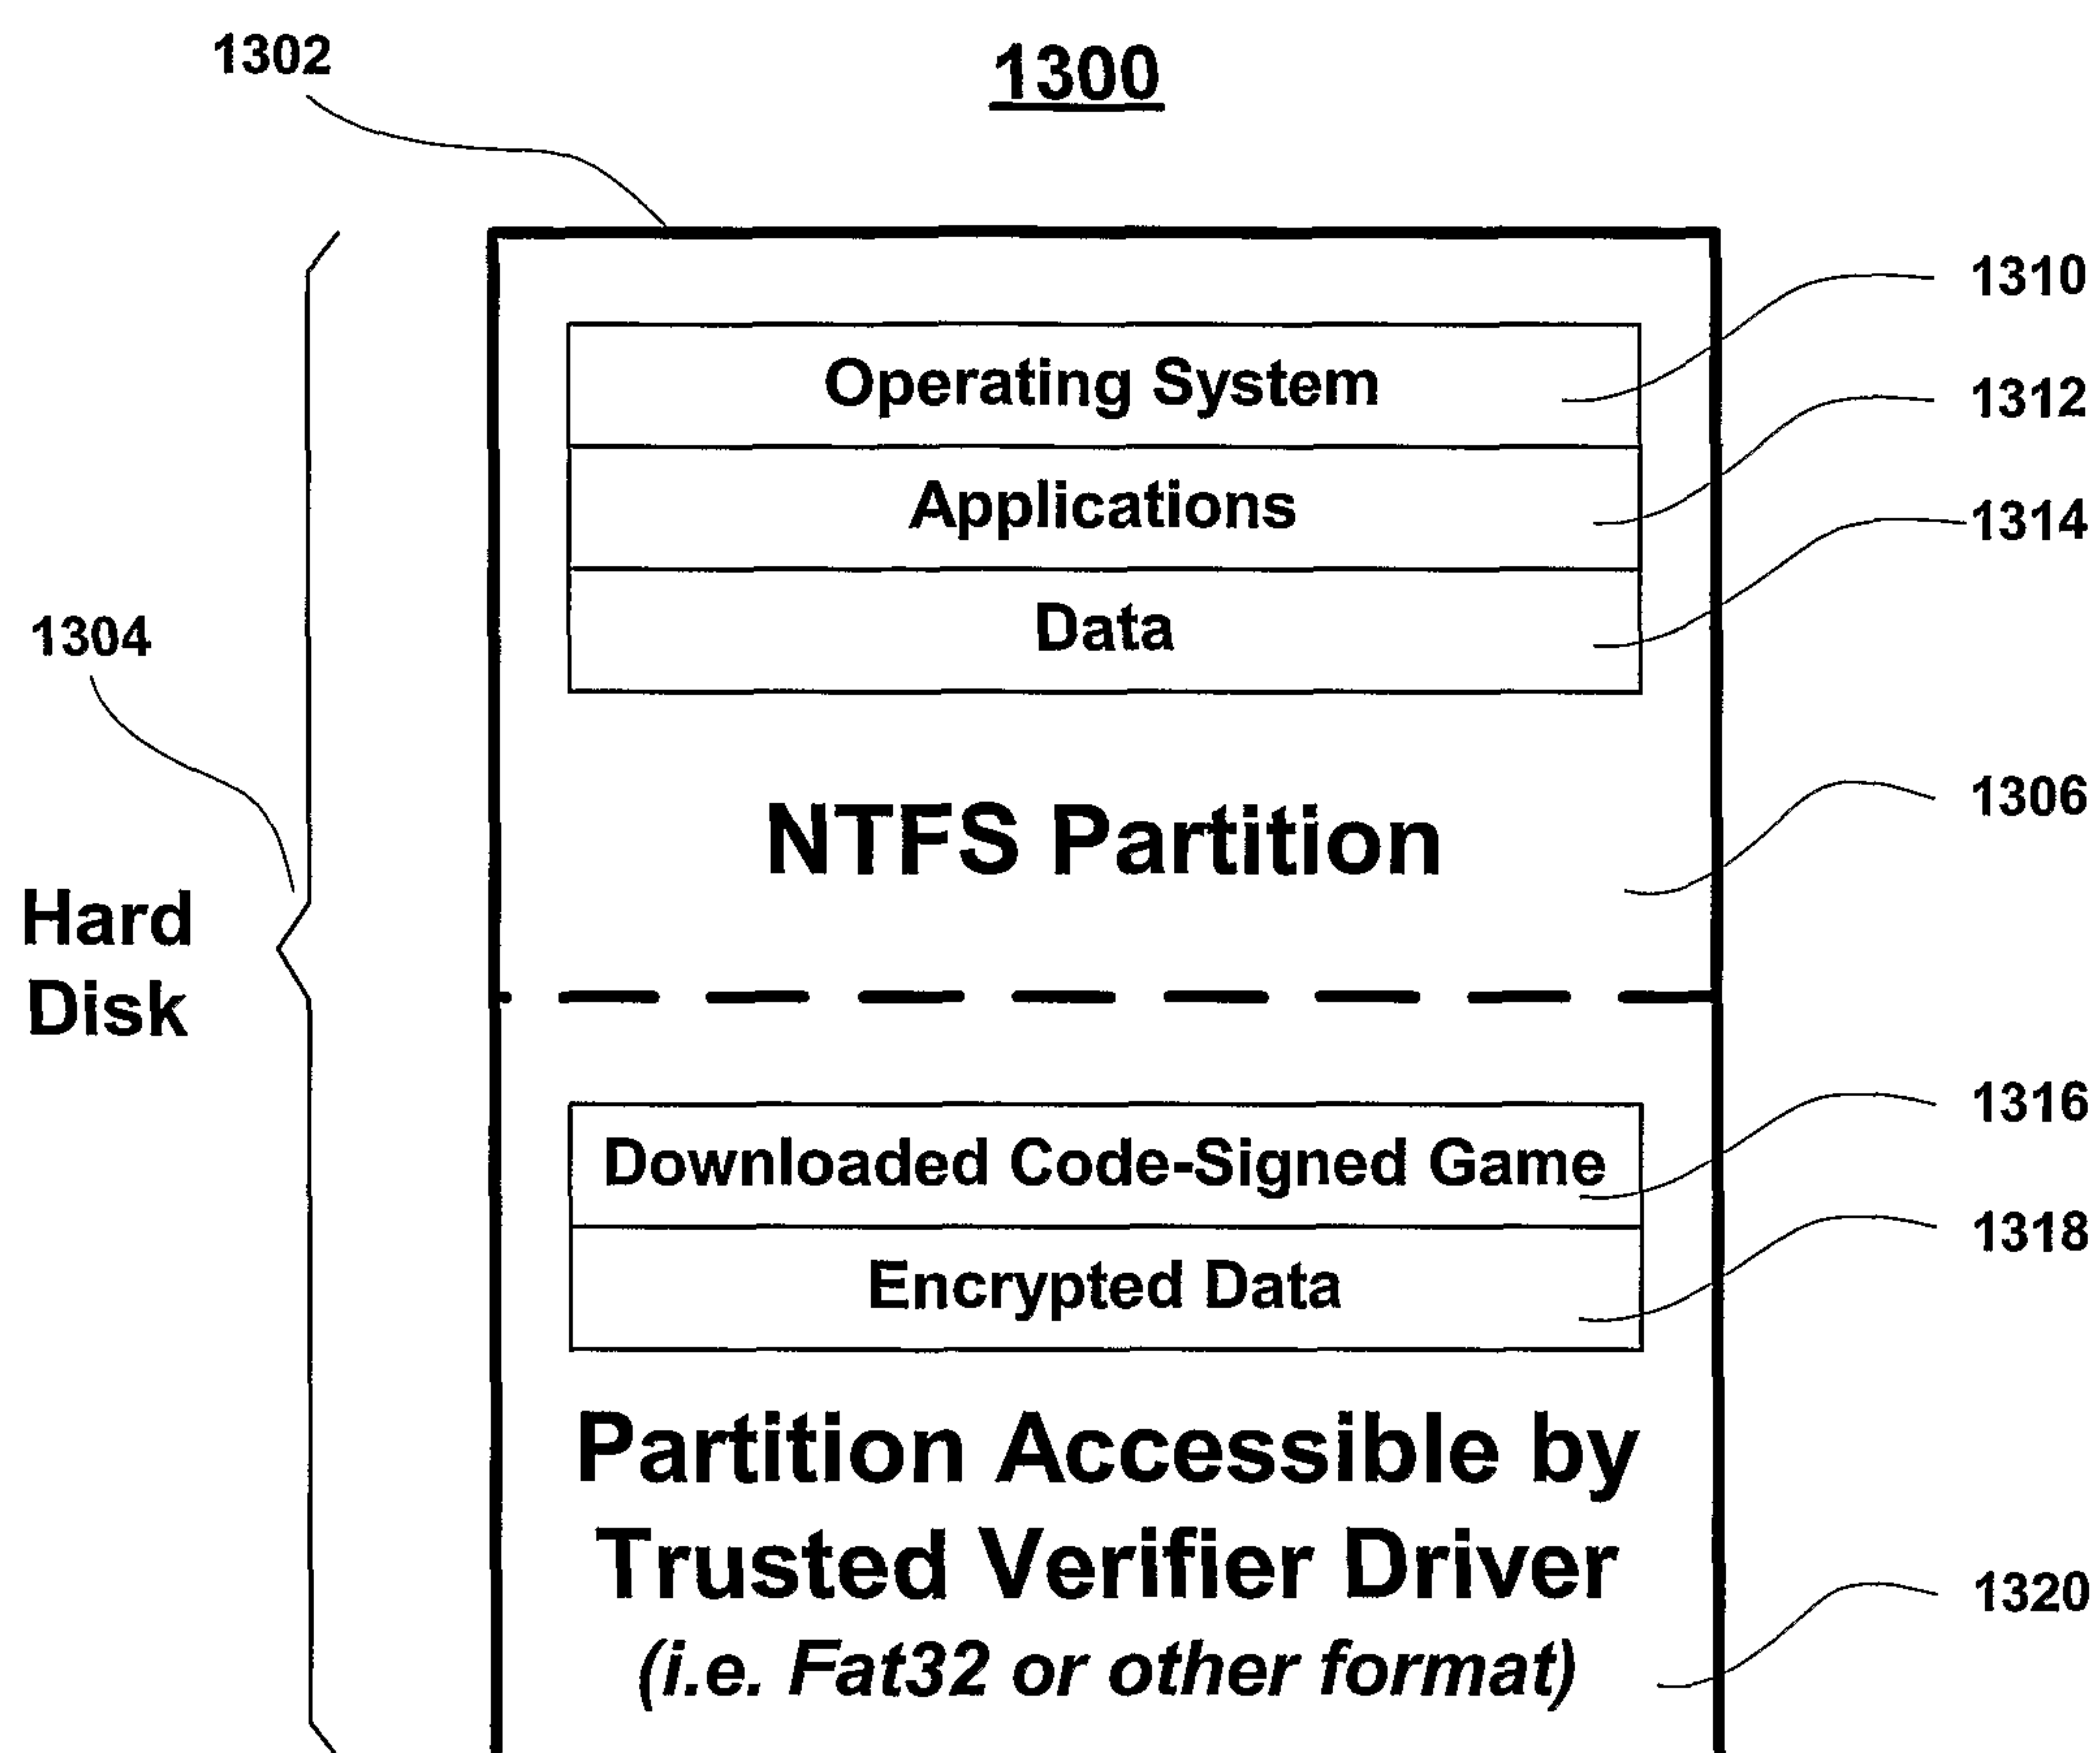 1302
1300
1310
Operating System
1312
Applications
1314
Data
1304
1306
NTFS Partition
Hard
Disk
1316
Downloaded Code-Signed Game
1318
Encrypted Data
Partition Accessible by
Trusted Verifier Driver
1320
(i.e. Fat32 or other format)